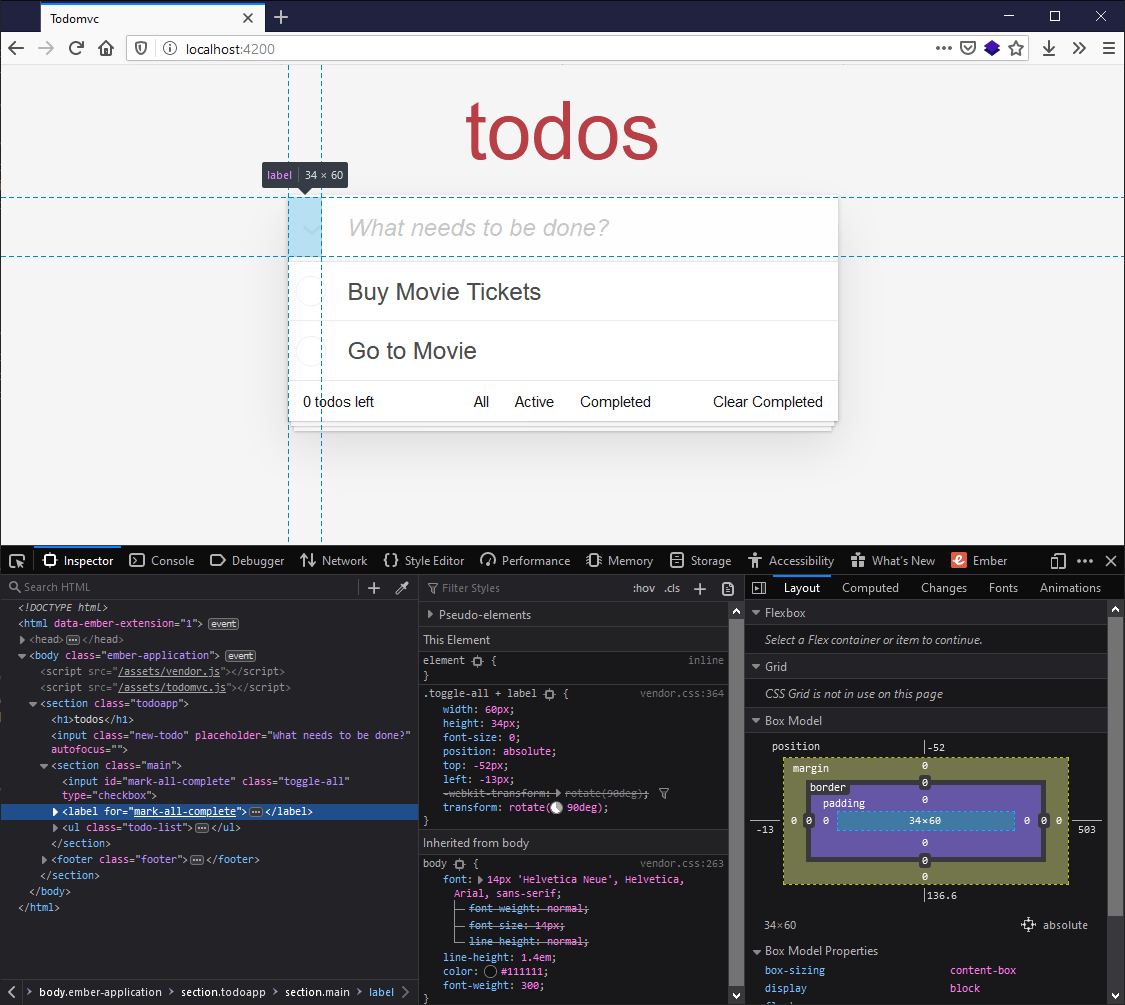 Todomvc
localhost:4200
todos
label 34 × 60
What needs to be done?
Buy Movie Tickets
Go to Movie
0 todos left All Active Completed Clear Completed
Inspector Console Debugger Network Style Editor Performance Memory Storage Accessibility What's New Ember
Search HTML
<!DOCTYPE html>
<html data-ember-extension="1"> event
<head> </head>
<body class="ember-application"> event
<script src="/assets/vendor.js"></script>
<script src="/assets/todomvc.js"></script>
<section class="todoapp">
<h1>todos</h1>
<input class="new-todo" placeholder="What needs to be done?"
autofocus="">
<section class="main">
<input id="mark-all-complete" class="toggle-all"
type="checkbox">
<label for="mark-all-complete"> </label>
<ul class="todo-list"> </ul>
</section>
<footer class="footer"> </footer>
</section>
</body>
</html>
body.ember-application section.todoapp section.main label
Filter Styles :hov .cls
Pseudo-elements
This Element
element { inline
}
.toggle-all + label { vendor.css:364
width: 60px;
height: 34px;
font-size: 0;
position: absolute;
top: -52px;
left: -13px;
-webkit-transform: rotate(90deg);
transform: rotate( 90deg);
}
Inherited from body
body { vendor.css:263
font: 14px 'Helvetica Neue', Helvetica,
Arial, sans-serif;
font-weight: normal;
font-size: 14px;
line-height: normal;
line-height: 1.4em;
color: #111111;
font-weight: 300;
}
Layout Computed Changes Fonts Animations
Flexbox
Select a Flex container or item to continue.
Grid
CSS Grid is not in use on this page
Box Model
position -52
margin 0
border 0
padding 0
-13 0 0 0 34×60 0 0 0 503
0
0
0
136.6
34×60 absolute
Box Model Properties
box-sizing content-box
display block